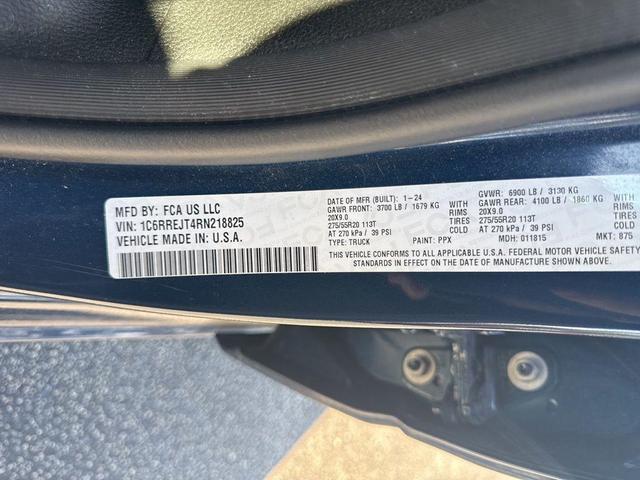 MFD BY: FCA US LLC
VIN: 1C6RREJT4RN218825
VEHICLE MADE IN U.S.A.
DATE OF MFR (BUILT): 1-24
GAWR FRONT: 3700 LB / 1679 KG WITH
20X9.0 TIRES
275/55R20 113T RIMS
AT 270 kPa / 39 PSI COLD
TYPE: TRUCK PAINT: PPX
GVWR: 6900 LB / 3130 KG
GAWR REAR: 4100 LB / 1860 KG WITH
20X9.0 TIRES
275/55R20 113T RIMS
AT 270 kPa / 39 PSI COLD
MDH: 011815 MKT: 875
THIS VEHICLE CONFORMS TO ALL APPLICABLE U.S.A. FEDERAL MOTOR VEHICLE SAFETY
STANDARDS IN EFFECT ON THE DATE OF MANUFACTURE SHOWN ABOVE.